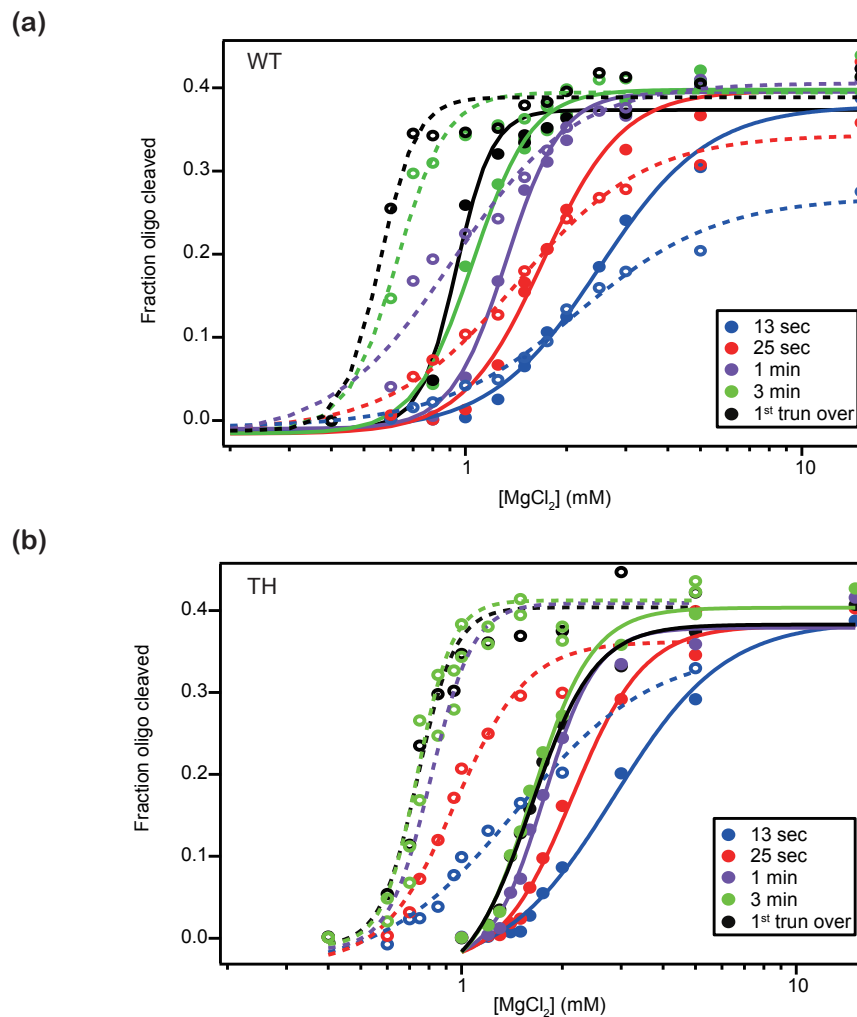 (a)
WT
Fraction oligo cleaved
0.4
0.3
0.2
0.1
0.0
13 sec
25 sec
1 min
3 min
1st trun over
1
10
[MgCl2] (mM)
(b)
TH
Fraction oligo cleaved
0.4
0.3
0.2
0.1
0.0
13 sec
25 sec
1 min
3 min
1st trun over
1
10
[MgCl2] (mM)